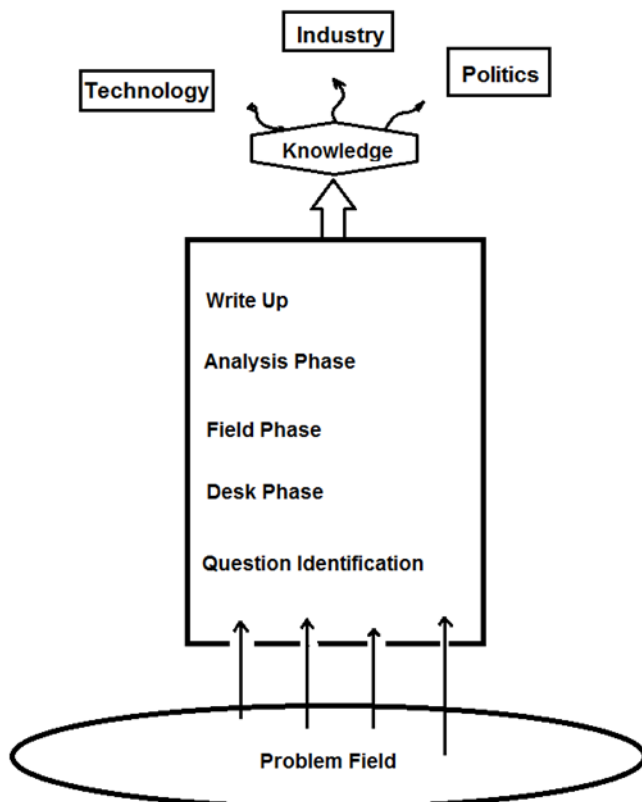 Industry
Politics
Technology
Knowledge
Write Up
Analysis Phase
Field Phase
Desk Phase
Question Identification
Problem Field